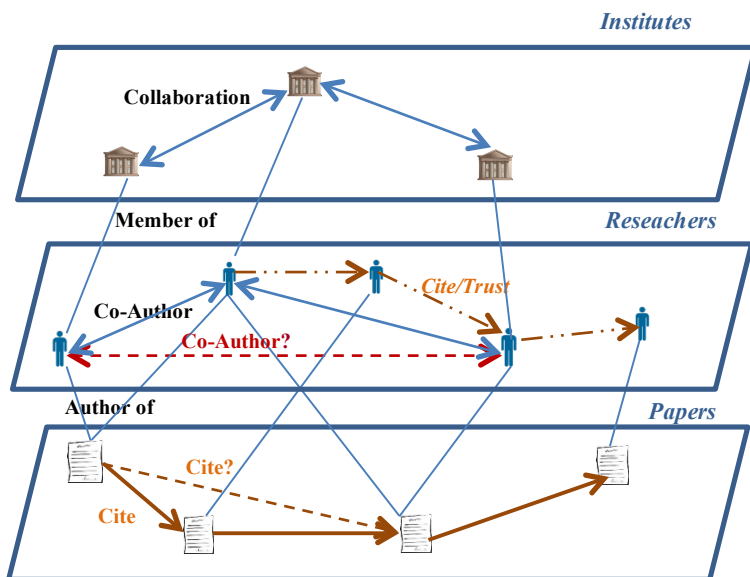 Institutes
Collaboration
Member of
Reseachers
Cite/Trust
Co-Author
Co-Author?
Author of
Papers
Cite?
Cite